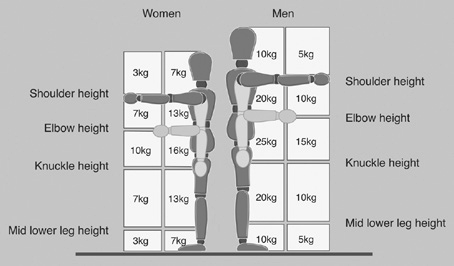 Women Men
10kg 5kg
3kg 7kg
Shoulder height Shoulder height
7kg 13kg 20kg 10kg
Elbow height Elbow height
10kg 16kg 25kg 15kg
Knuckle height Knuckle height
7kg 13kg 20kg 10kg
Mid lower leg height Mid lower leg height
3kg 7kg 10kg 5kg